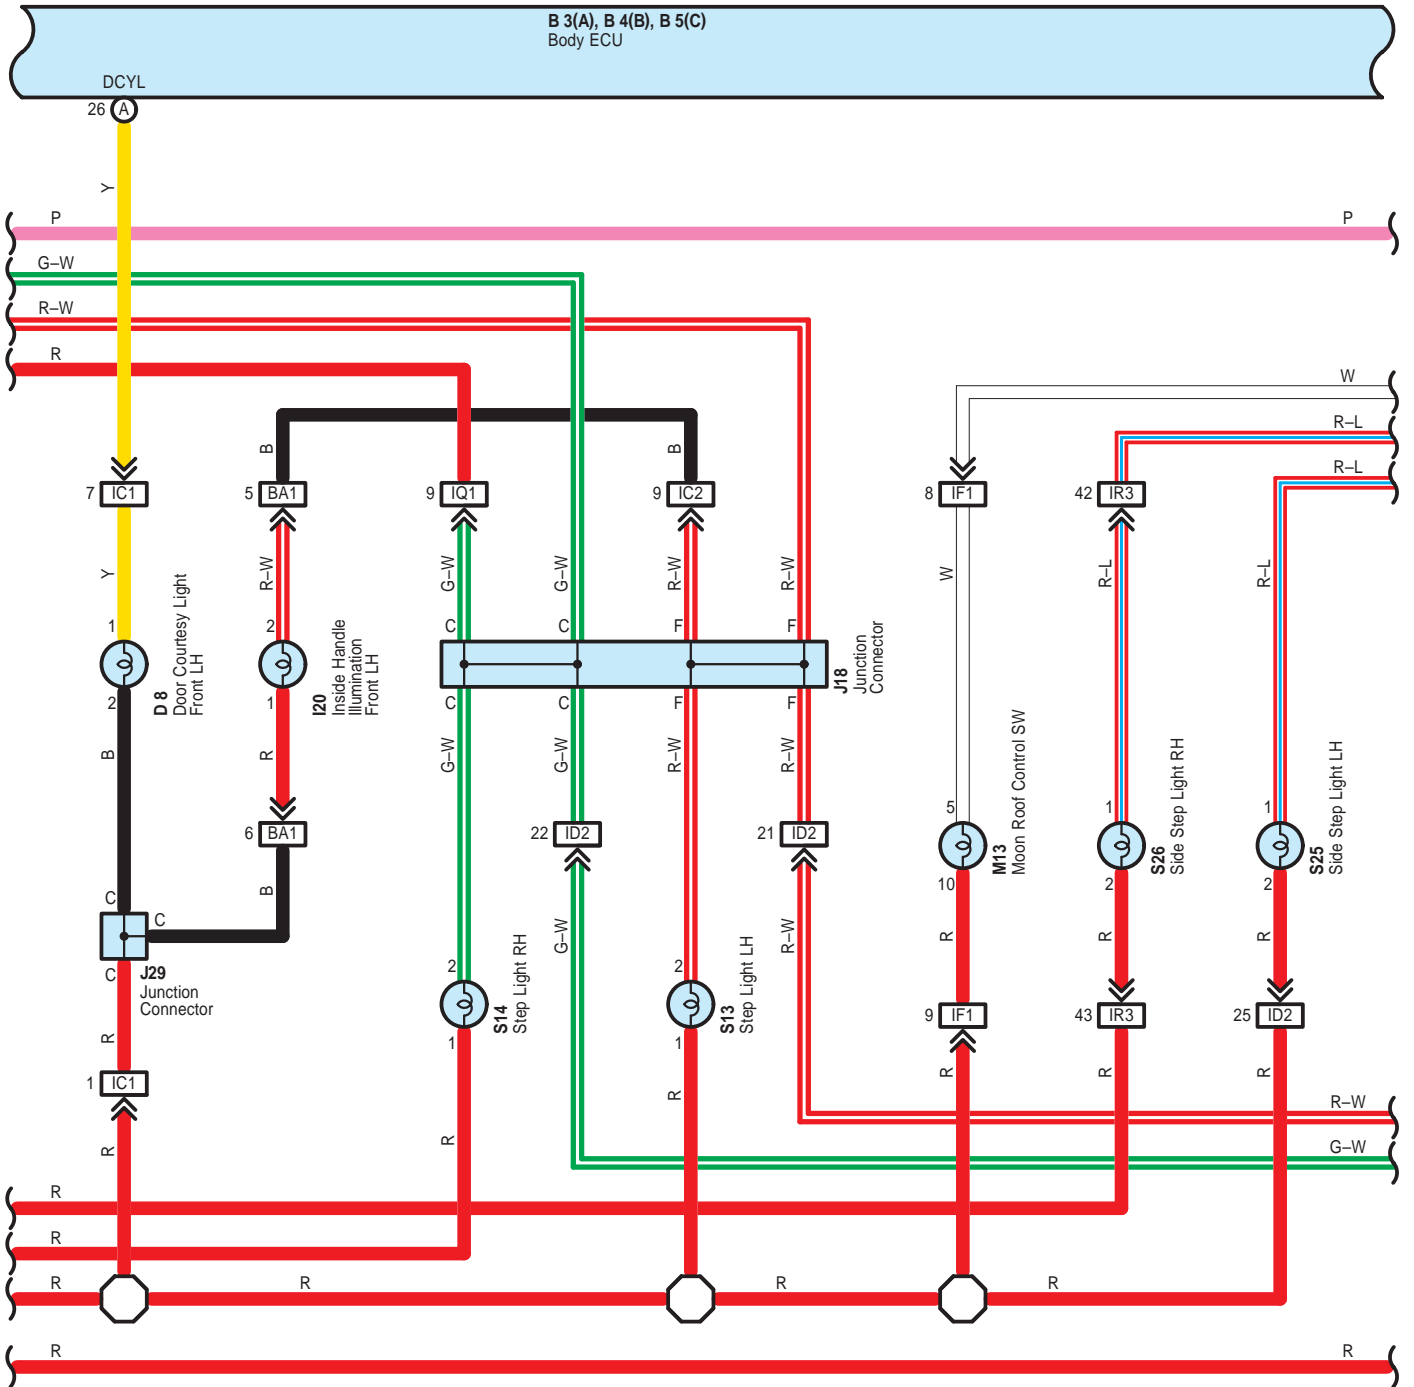 B 3(A), B 4(B), B 5(C)
Body ECU
DCYL
26 A
Y
P P
G–W
R–W
R
W
R–L
R–L
B B
7 IC1
5 BA1
9 IQ1
9 IC2
8 IF1
42 IR3
Y
R–W
G–W
G–W
R–W
R–W
W
R–L
R–L
1
2
C C F F
D 8
Door Courtesy Light
Front LH
I20
Inside Handle
Illumination
Front LH
J18
Junction
Connector
2
1
C C F F
B
R
G–W
G–W
R–W
R–W
6 BA1
22 ID2
21 ID2
5
1
1
M13
Moon Roof Control SW
S26
Side Step Light RH
S25
Side Step Light LH
10
2
2
C
C
B
C
J29
Junction
Connector
G–W
R–W
R
R
R
2
2
S14
Step Light RH
S13
Step Light LH
1
1
9 IF1
43 IR3
25 ID2
R
1 IC1
R
R
R
R
R
R
R–W
G–W
R
R
R R R R
R R